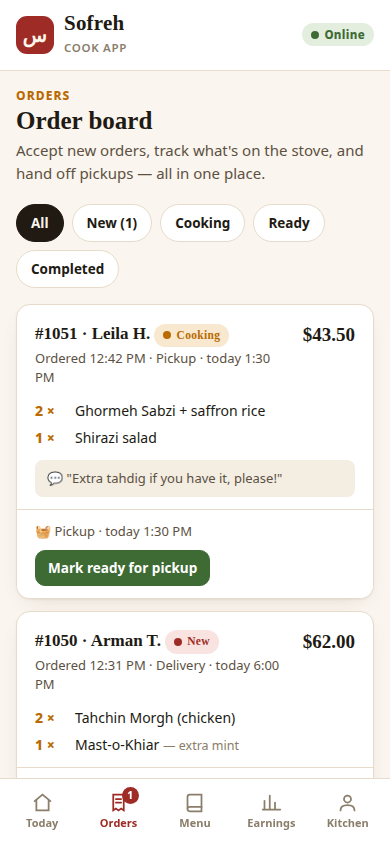 س
Sofreh
COOK APP
Online
ORDERS
Order board
Accept new orders, track what's on the stove, and
hand off pickups — all in one place.
All
New (1)
Cooking
Ready
Completed
#1051 · Leila H.
Cooking
$43.50
Ordered 12:42 PM · Pickup · today 1:30
PM
2 × Ghormeh Sabzi + saffron rice
1 × Shirazi salad
💬 "Extra tahdig if you have it, please!"
🧺 Pickup · today 1:30 PM
Mark ready for pickup
#1050 · Arman T.
New
$62.00
Ordered 12:31 PM · Delivery · today 6:00
PM
2 × Tahchin Morgh (chicken)
1 × Mast-o-Khiar — extra mint
1
Today
Orders
Menu
Earnings
Kitchen